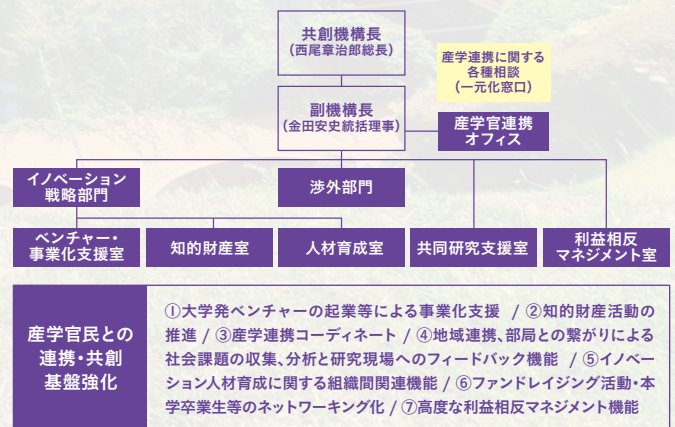 共創機構長
（西尾章治郎総長）
産学連携に関する
各種相談
（一元化窓口）
副機構長
（金田安史統括理事）
産学官連携
オフィス
イノベーション
戦略部門
渉外部門
ベンチャー・
事業化支援室
知的財産室
人材育成室
共同研究支援室
利益相反
マネジメント室
産学官民との
連携・共創
基盤強化
①大学発ベンチャーの起業等による事業化支援 / ②知的財産活動の
推進 / ③産学連携コーディネート / ④地域連携、部局との繋がりによる
社会課題の収集、分析と研究現場へのフィードバック機能 / ⑤イノベー
ション人材育成に関する組織間関連機能 / ⑥ファンドレイジング活動・本
学卒業生等のネットワーキング化 / ⑦高度な利益相反マネジメント機能